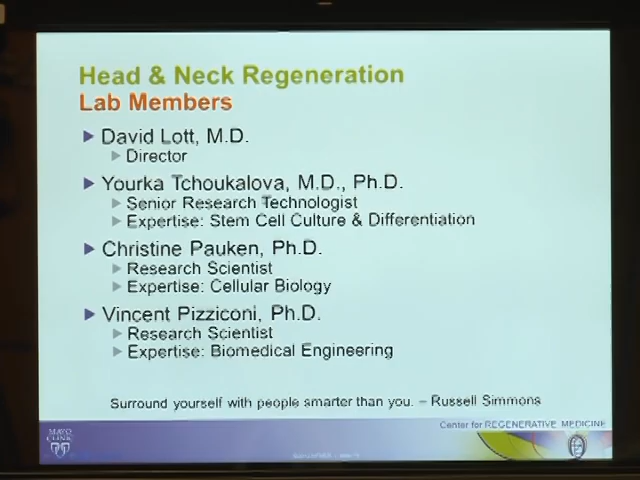 Head & Neck Regeneration
Lab Members
David Lott, M.D.
Director
Yourka Tchoukalova, M.D., Ph.D.
Senior Research Technologist
Expertise: Stem Cell Culture & Differentiation
Christine Pauken, Ph.D.
Research Scientist
Expertise: Cellular Biology
Vincent Pizziconi, Ph.D.
Research Scientist
Expertise: Biomedical Engineering
Surround yourself with people smarter than you. – Russell Simmons
Center for REGENERATIVE MEDICINE
MAYO
CLINIC